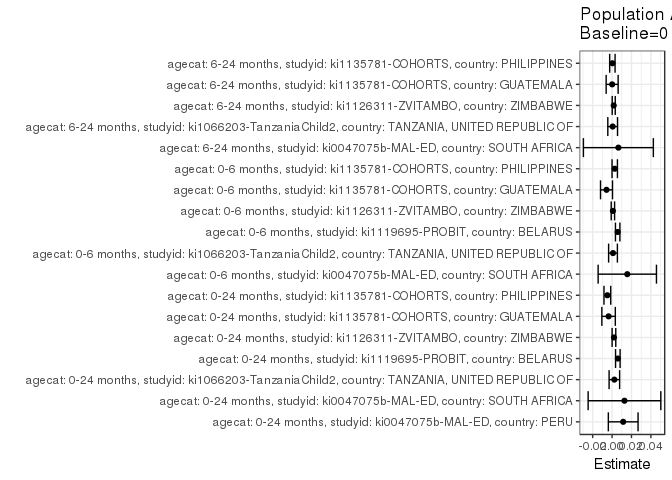 Population
Baseline=0
agecat: 6-24 months, studyid: ki1135781-COHORTS, country: PHILIPPINES
agecat: 6-24 months, studyid: ki1135781-COHORTS, country: GUATEMALA
agecat: 6-24 months, studyid: ki1126311-ZVITAMBO, country: ZIMBABWE
agecat: 6-24 months, studyid: ki1066203-TanzaniaChild2, country: TANZANIA, UNITED REPUBLIC OF
agecat: 6-24 months, studyid: ki0047075b-MAL-ED, country: SOUTH AFRICA
agecat: 0-6 months, studyid: ki1135781-COHORTS, country: PHILIPPINES
agecat: 0-6 months, studyid: ki1135781-COHORTS, country: GUATEMALA
agecat: 0-6 months, studyid: ki1126311-ZVITAMBO, country: ZIMBABWE
agecat: 0-6 months, studyid: ki1119695-PROBIT, country: BELARUS
agecat: 0-6 months, studyid: ki1066203-TanzaniaChild2, country: TANZANIA, UNITED REPUBLIC OF
agecat: 0-6 months, studyid: ki0047075b-MAL-ED, country: SOUTH AFRICA
agecat: 0-24 months, studyid: ki1135781-COHORTS, country: PHILIPPINES
agecat: 0-24 months, studyid: ki1135781-COHORTS, country: GUATEMALA
agecat: 0-24 months, studyid: ki1126311-ZVITAMBO, country: ZIMBABWE
agecat: 0-24 months, studyid: ki1119695-PROBIT, country: BELARUS
agecat: 0-24 months, studyid: ki1066203-TanzaniaChild2, country: TANZANIA, UNITED REPUBLIC OF
agecat: 0-24 months, studyid: ki0047075b-MAL-ED, country: SOUTH AFRICA
agecat: 0-24 months, studyid: ki0047075b-MAL-ED, country: PERU
-0.02 0.00 0.02 0.04
Estimate